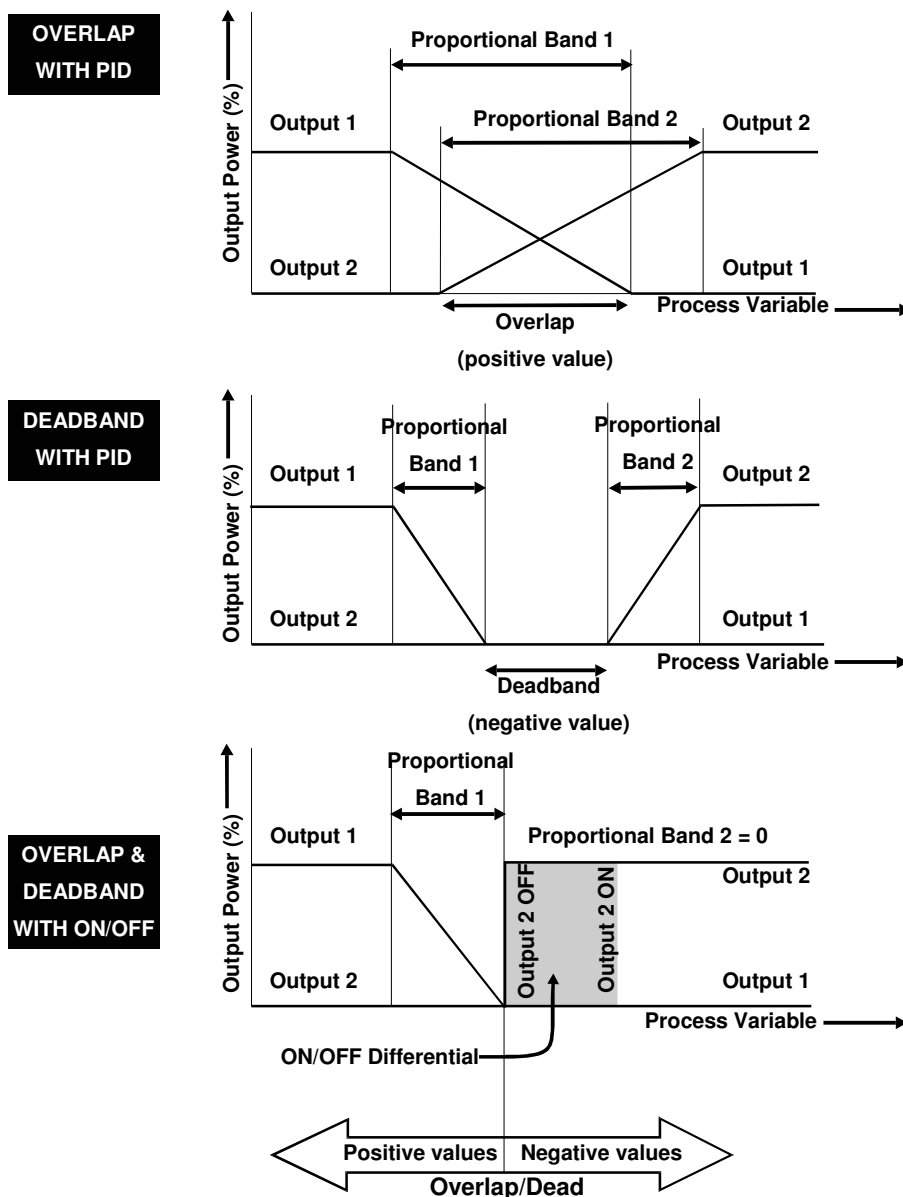 OVERLAP
WITH PID
Output Power (%)
Proportional Band 1
Output 1
Proportional Band 2
Output 2
Output 2
Output 1
Process Variable
Overlap
(positive value)
DEADBAND
WITH PID
Output Power (%)
Proportional
Band 1
Proportional
Band 2
Output 1
Output 2
Output 2
Output 1
Process Variable
Deadband
(negative value)
OVERLAP &
DEADBAND
WITH ON/OFF
Output Power (%)
Proportional
Band 1
Output 1
Proportional Band 2 = 0
Output 2 OFF
Output 2 ON
Output 2
Output 2
Output 1
Process Variable
ON/OFF Differential
Positive values
Negative values
Overlap/Dead